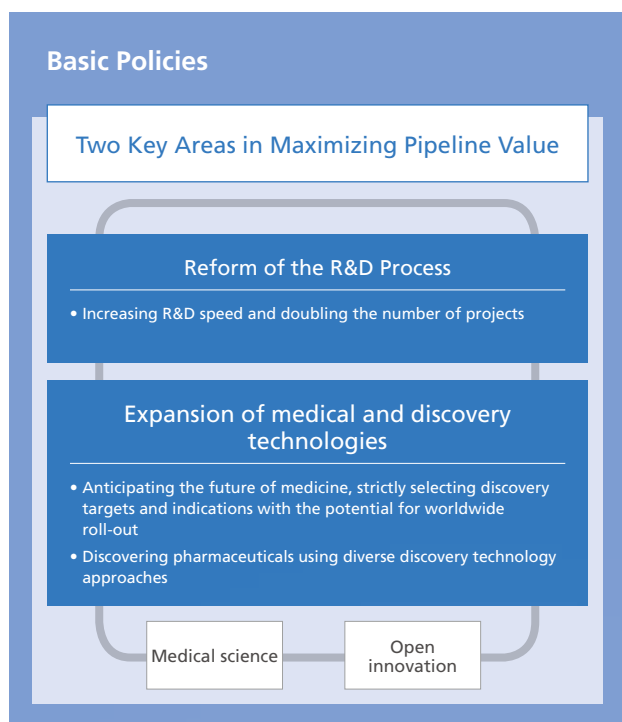 Basic Policies
Two Key Areas in Maximizing Pipeline Value
Reform of the R&D Process
• Increasing R&D speed and doubling the number of projects
Expansion of medical and discovery
technologies
• Anticipating the future of medicine, strictly selecting discovery
targets and indications with the potential for worldwide
roll-out
• Discovering pharmaceuticals using diverse discovery technology
approaches
Medical science
Open
innovation